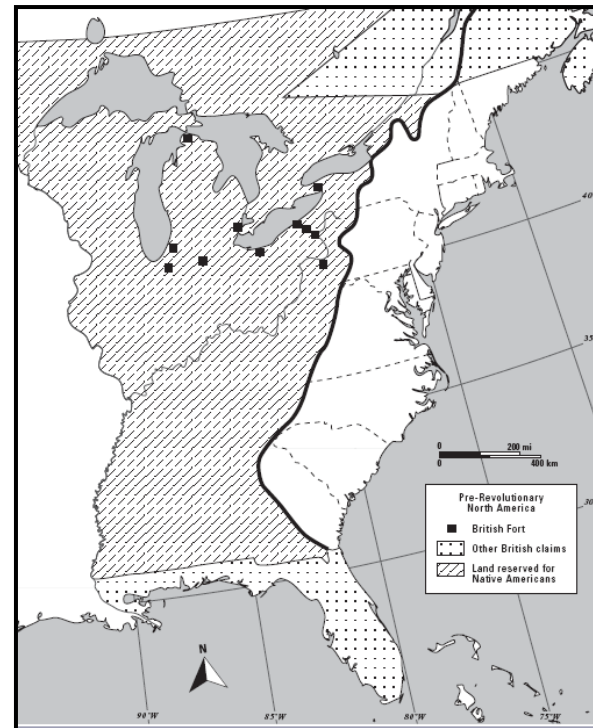 40
35
0 200 mi
0 400 km
Pre-Revolutionary
North America
British Fort
Other British claims
Land reserved for
Native Americans
30
N
90°W 85°W 80°W 75°W